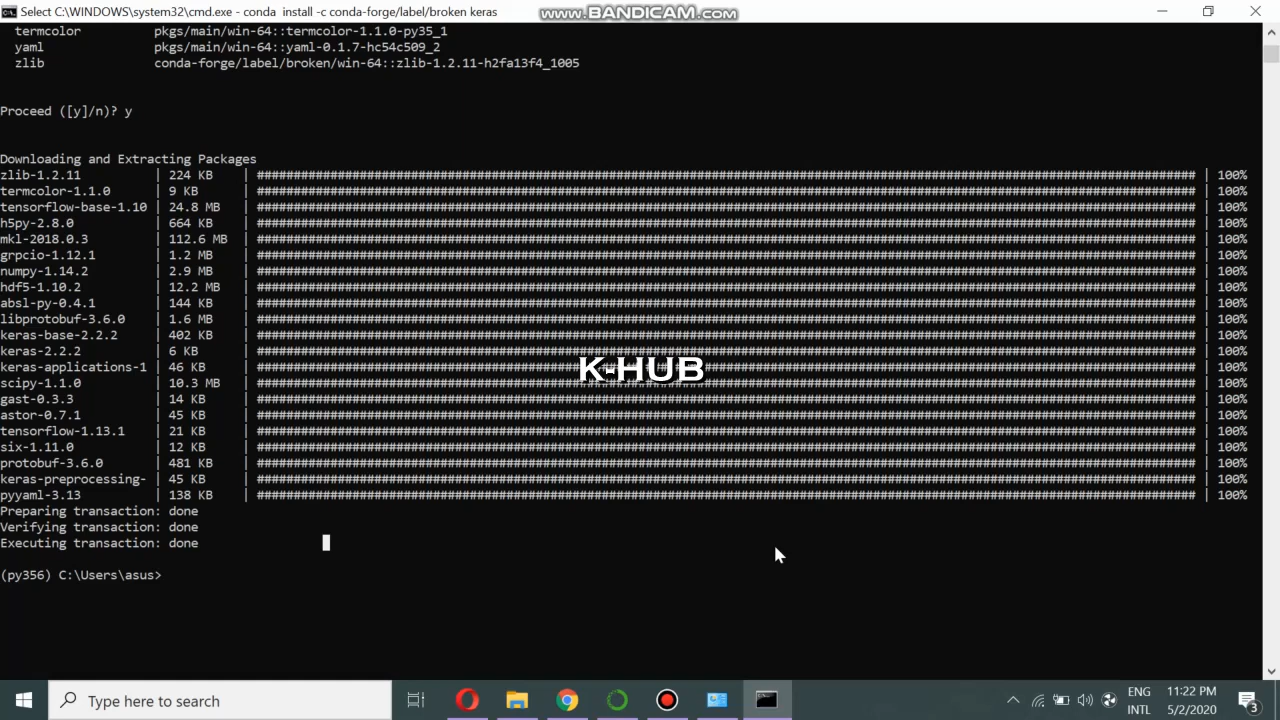 Select C:\WINDOWS\system32\cmd.exe - conda install -c conda-forge/label/broken keras
www.BANDICAM.com
termcolor pkgs/main/win-64::termcolor-1.1.0-py35_1
yaml pkgs/main/win-64::yaml-0.1.7-hc54c509_2
zlib conda-forge/label/broken/win-64::zlib-1.2.11-h2fa13f4_1005
Proceed ([y]/n)? y
Downloading and Extracting Packages
zlib-1.2.11 | 224 KB | 100%
termcolor-1.1.0 | 9 KB | 100%
tensorflow-base-1.10 | 24.8 MB | 100%
h5py-2.8.0 | 664 KB | 100%
mkl-2018.0.3 | 112.6 MB | 100%
grpcio-1.12.1 | 1.2 MB | 100%
numpy-1.14.2 | 2.9 MB | 100%
hdf5-1.10.2 | 12.2 MB | 100%
absl-py-0.4.1 | 144 KB | 100%
libprotobuf-3.6.0 | 1.6 MB | 100%
keras-base-2.2.2 | 402 KB | 100%
keras-2.2.2 | 6 KB | 100%
keras-applications-1 | 46 KB | 100%
K-HUB
scipy-1.1.0 | 10.3 MB | 100%
gast-0.3.3 | 14 KB | 100%
astor-0.7.1 | 45 KB | 100%
tensorflow-1.13.1 | 21 KB | 100%
six-1.11.0 | 12 KB | 100%
protobuf-3.6.0 | 481 KB | 100%
keras-preprocessing- | 45 KB | 100%
pyyaml-3.13 | 138 KB | 100%
Preparing transaction: done
Verifying transaction: done
Executing transaction: done
(py356) C:\Users\asus>
Type here to search
ENG
INTL
11:22 PM
5/2/2020
3